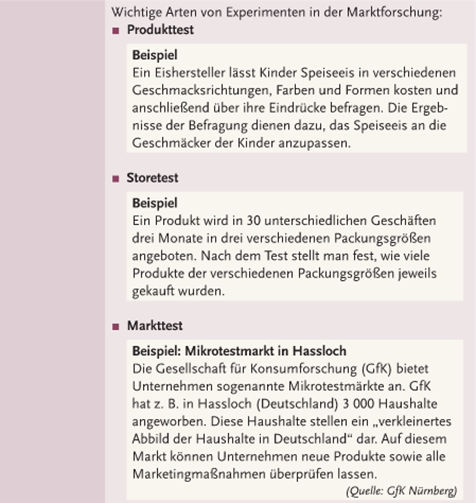 Wichtige Arten von Experimenten in der Marktforschung:
■ Produkttest
Beispiel
Ein Eishersteller lässt Kinder Speiseeis in verschiedenen
Geschmacksrichtungen, Farben und Formen kosten und
anschließend über ihre Eindrücke befragen. Die Ergeb-
nisse der Befragung dienen dazu, das Speiseeis an die
Geschmäcker der Kinder anzupassen.
■ Storetest
Beispiel
Ein Produkt wird in 30 unterschiedlichen Geschäften
drei Monate in drei verschiedenen Packungsgrößen
angeboten. Nach dem Test stellt man fest, wie viele
Produkte der verschiedenen Packungsgrößen jeweils
gekauft wurden.
■ Markttest
Beispiel: Mikrotestmarkt in Hassloch
Die Gesellschaft für Konsumforschung (GfK) bietet
Unternehmen sogenannte Mikrotestmärkte an. GfK
hat z. B. in Hassloch (Deutschland) 3 000 Haushalte
angeworben. Diese Haushalte stellen ein „verkleinertes
Abbild der Haushalte in Deutschland“ dar. Auf diesem
Markt können Unternehmen neue Produkte sowie alle
Marketingmaßnahmen überprüfen lassen.
(Quelle: GfK Nürnberg)